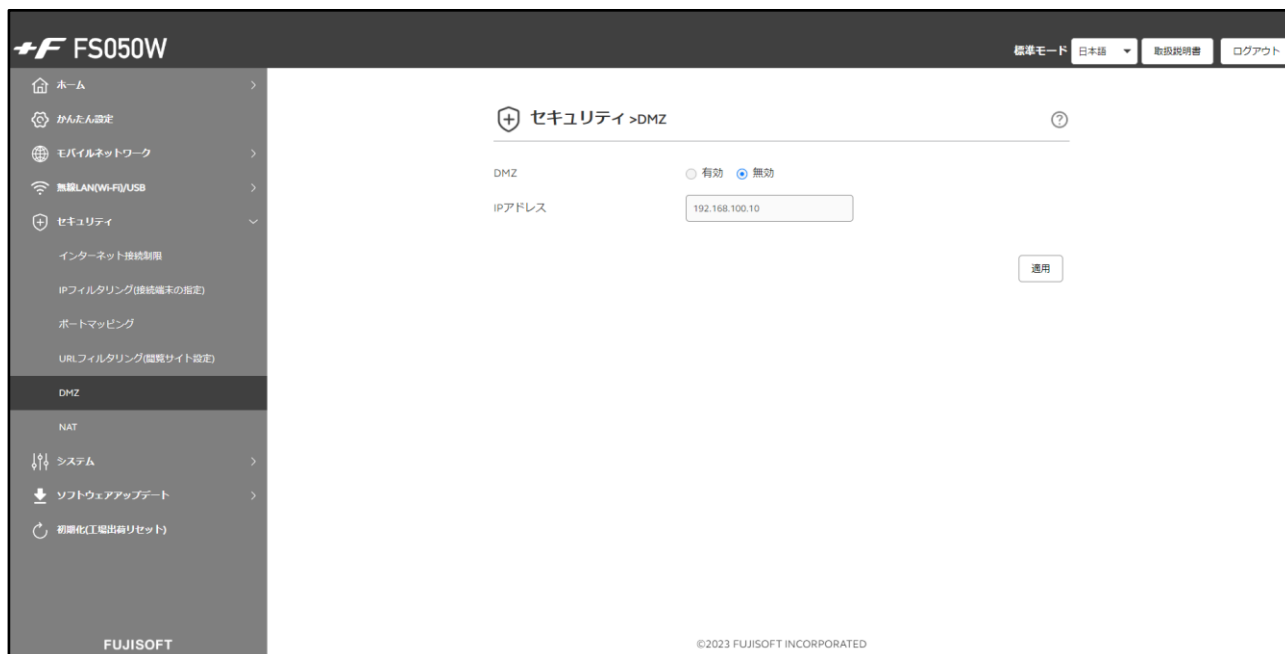 +F FS050W
標準モード 日本語 取扱説明書 ログアウト
ホーム
かんたん設定
モバイルネットワーク
無線LAN(Wi-Fi)/USB
セキュリティ
インターネット接続制限
IPフィルタリング(接続端末の指定)
ポートマッピング
URLフィルタリング(閲覧サイト設定)
DMZ
NAT
システム
ソフトウェアアップデート
初期化(工場出荷リセット)
FUJISOFT
セキュリティ >DMZ
DMZ 有効 無効
IPアドレス 192.168.100.10
適用
©2023 FUJISOFT INCORPORATED